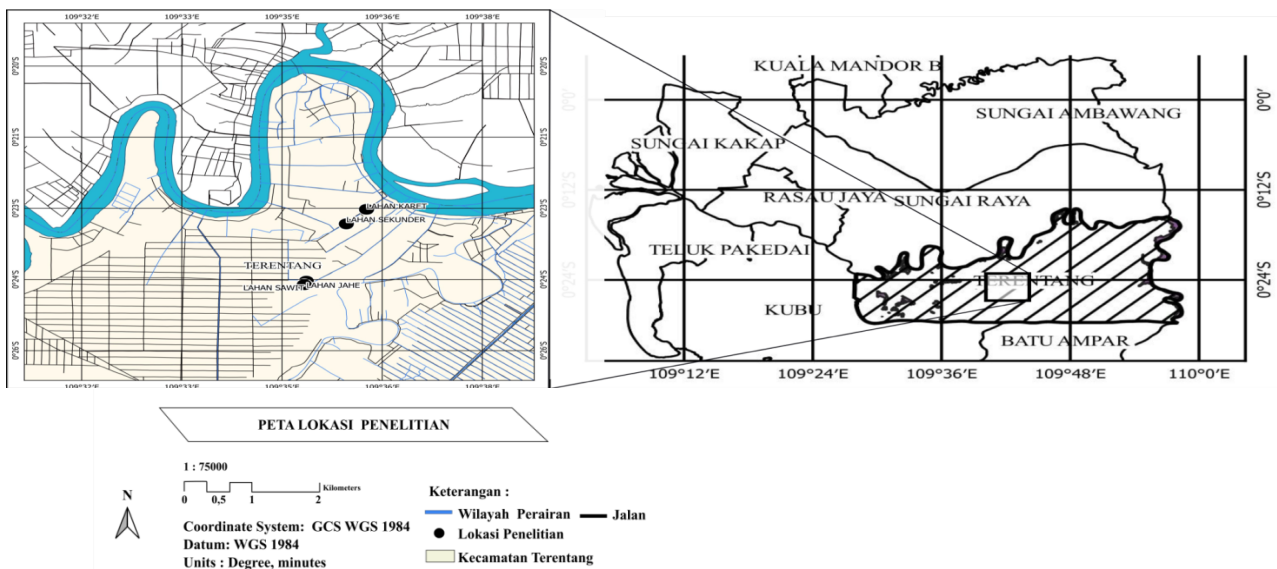 109°32'E 109°33'E 109°35'E 109°36'E 109°38'E
0°20'S 0°20'S
0°21'S 0°21'S
0°23'S 0°23'S
0°24'S 0°24'S
0°26'S 0°26'S
LAHAN KARET
LAHAN SEKUNDER
TERENTANG
LAHAN SAWIT LAHAN JAHE
109°32'E 109°33'E 109°35'E 109°36'E 109°38'E
KUALA MANDOR B
SUNGAI AMBAWANG
SUNGAI KAKAP
RASAU JAYA SUNGAI RAYA
TELUK PAKEDAI
TERENTANG
KUBU
BATU AMPAR
0°0'
0°12'S 0°12'S
0°24'S 0°24'S
109°12'E 109°24'E 109°36'E 109°48'E 110°0'E
PETA LOKASI PENELITIAN
1 : 75000
Kilometers
0 0,5 1 2
N
Coordinate System: GCS WGS 1984
Datum: WGS 1984
Units : Degree, minutes
Keterangan :
Wilayah Perairan Jalan
Lokasi Penelitian
Kecamatan Terentang